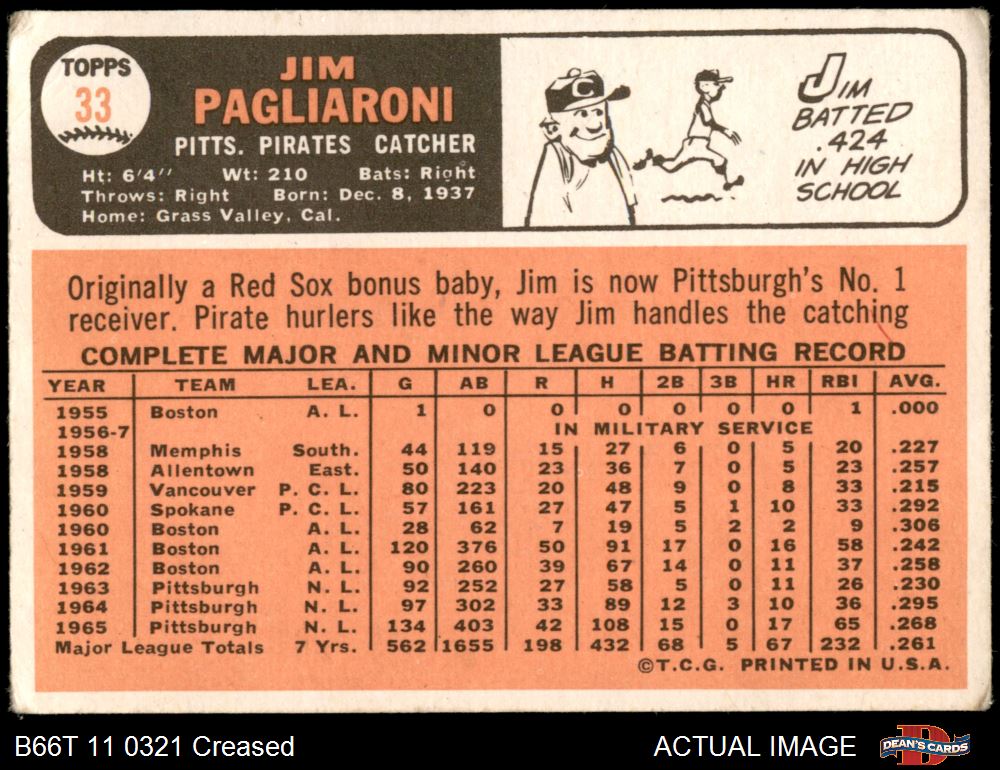 TOPPS
33
JIM
PAGLIARONI
PITTS. PIRATES CATCHER
Ht: 6'4" Wt: 210 Bats: Right
Throws: Right Born: Dec. 8, 1937
Home: Grass Valley, Cal.
C
JIM
BATTED
.424
IN HIGH
SCHOOL
Originally a Red Sox bonus baby, Jim is now Pittsburgh's No. 1
receiver. Pirate hurlers like the way Jim handles the catching
COMPLETE MAJOR AND MINOR LEAGUE BATTING RECORD
YEAR TEAM LEA. G AB R H 2B 3B HR RBI AVG.
1955 Boston A. L. 1 0 0 0 0 0 0 1 .000
1956-7 IN MILITARY SERVICE
1958 Memphis South. 44 119 15 27 6 0 5 20 .227
1958 Allentown East. 50 140 23 36 7 0 5 23 .257
1959 Vancouver P. C. L. 80 223 20 48 9 0 8 33 .215
1960 Spokane P. C. L. 57 161 27 47 5 1 10 33 .292
1960 Boston A. L. 28 62 7 19 5 2 2 9 .306
1961 Boston A. L. 120 376 50 91 17 0 16 58 .242
1962 Boston A. L. 90 260 39 67 14 0 11 37 .258
1963 Pittsburgh N. L. 92 252 27 58 5 0 11 26 .230
1964 Pittsburgh N. L. 97 302 33 89 12 3 10 36 .295
1965 Pittsburgh N. L. 134 403 42 108 15 0 17 65 .268
Major League Totals 7 Yrs. 562 1655 198 432 68 5 67 232 .261
©T.C.G. PRINTED IN U.S.A.
B66T 11 0321 Creased
ACTUAL IMAGE
D
DEAN'S CARDS